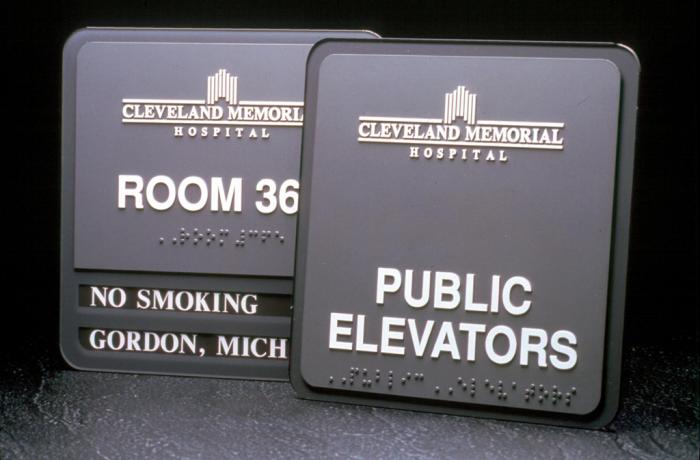 CLEVELAND MEMORIAL
HOSPITAL
ROOM 36
NO SMOKING
GORDON, MICH
CLEVELAND MEMORIAL
HOSPITAL
PUBLIC
ELEVATORS